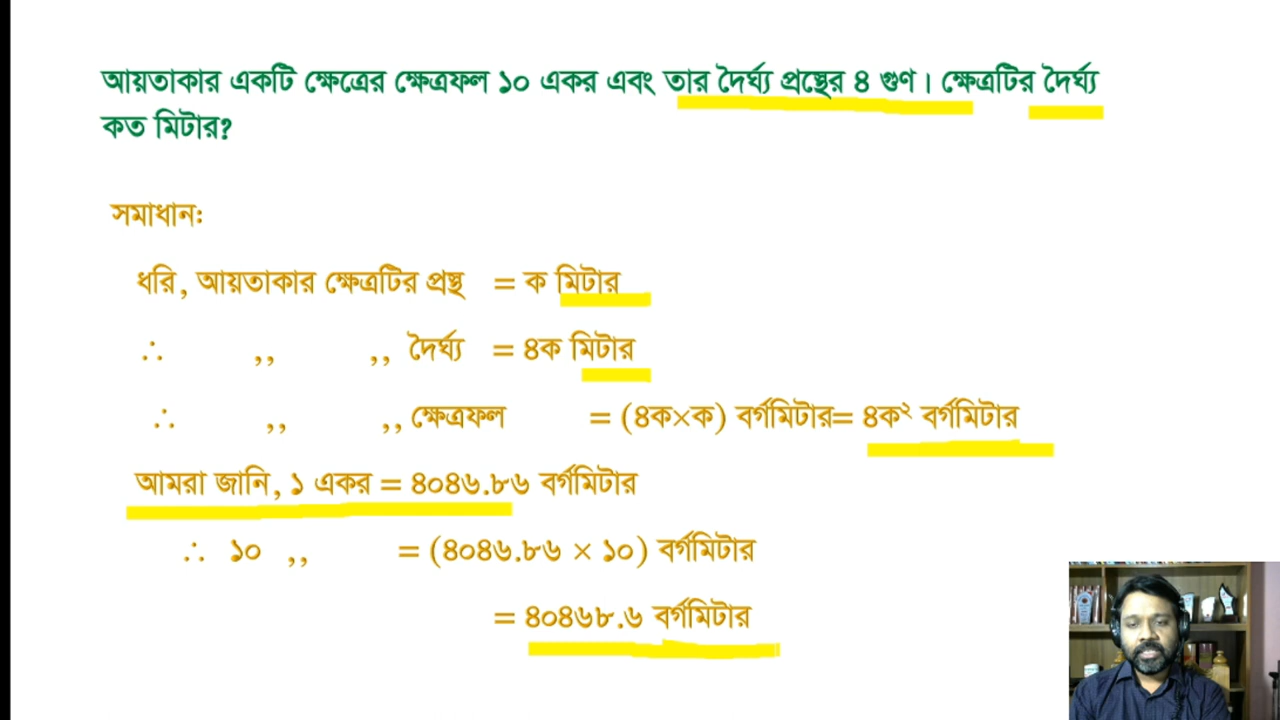 আয়তাকার একটি ক্ষেত্রের ক্ষেত্রফল ১০ একর এবং তার দৈর্ঘ্য প্রস্থের ৪ গুণ। ক্ষেত্রটির দৈর্ঘ্য
কত মিটার?
সমাধান:
ধরি, আয়তাকার ক্ষেত্রটির প্রস্থ = ক মিটার
∴ ,, ,, দৈর্ঘ্য = ৪ক মিটার
∴ ,, ,, ক্ষেত্রফল = (৪ক×ক) বর্গমিটার= ৪ক² বর্গমিটার
আমরা জানি, ১ একর = ৪০৪৬.৮৬ বর্গমিটার
∴ ১০ ,, = (৪০৪৬.৮৬ × ১০) বর্গমিটার
= ৪০৪৬৮.৬ বর্গমিটার